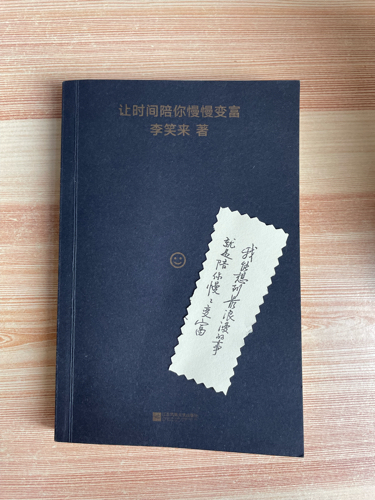 让时间陪你慢慢变富
李笑来 著
我能想到最浪漫的事
就是陪你慢々变富